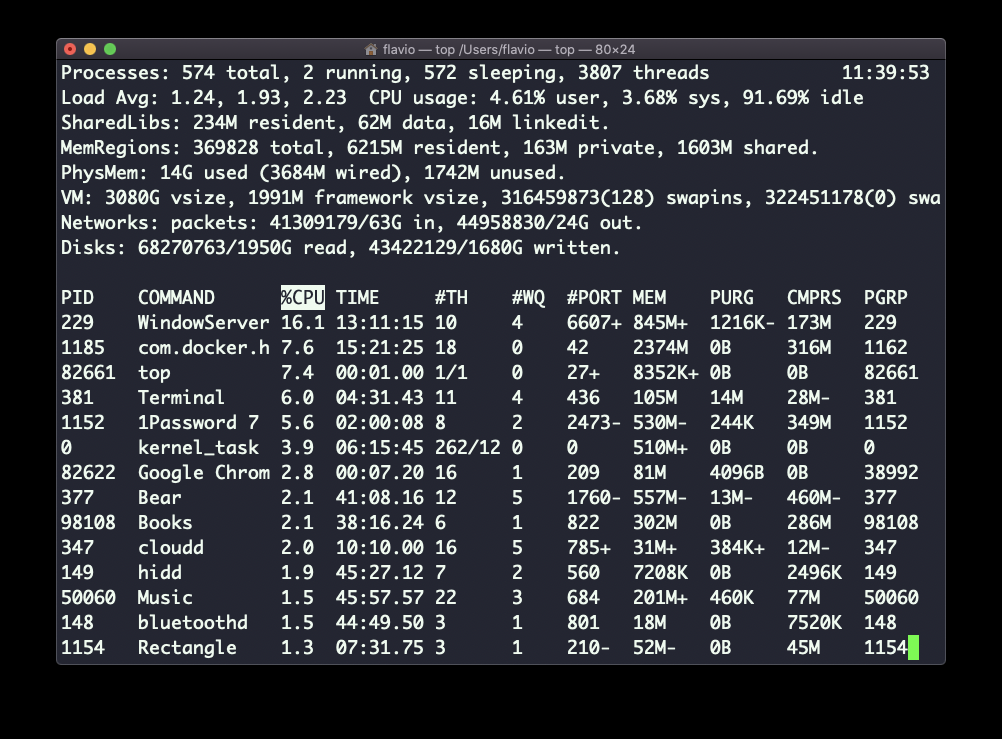 flavio — top /Users/flavio — top — 80×24
Processes: 574 total, 2 running, 572 sleeping, 3807 threads 11:39:53
Load Avg: 1.24, 1.93, 2.23 CPU usage: 4.61% user, 3.68% sys, 91.69% idle
SharedLibs: 234M resident, 62M data, 16M linkedit.
MemRegions: 369828 total, 6215M resident, 163M private, 1603M shared.
PhysMem: 14G used (3684M wired), 1742M unused.
VM: 3080G vsize, 1991M framework vsize, 316459873(128) swapins, 322451178(0) swa
Networks: packets: 41309179/63G in, 44958830/24G out.
Disks: 68270763/1950G read, 43422129/1680G written.
PID COMMAND %CPU TIME #TH #WQ #PORT MEM PURG CMPRS PGRP
229 WindowServer 16.1 13:11:15 10 4 6607+ 845M+ 1216K- 173M 229
1185 com.docker.h 7.6 15:21:25 18 0 42 2374M 0B 316M 1162
82661 top 7.4 00:01.00 1/1 0 27+ 8352K+ 0B 0B 82661
381 Terminal 6.0 04:31.43 11 4 436 105M 14M 28M- 381
1152 1Password 7 5.6 02:00:08 8 2 2473- 530M- 244K 349M 1152
0 kernel_task 3.9 06:15:45 262/12 0 0 510M+ 0B 0B 0
82622 Google Chrom 2.8 00:07.20 16 1 209 81M 4096B 0B 38992
377 Bear 2.1 41:08.16 12 5 1760- 557M- 13M- 460M- 377
98108 Books 2.1 38:16.24 6 1 822 302M 0B 286M 98108
347 cloudd 2.0 10:10.00 16 5 785+ 31M+ 384K+ 12M- 347
149 hidd 1.9 45:27.12 7 2 560 7208K 0B 2496K 149
50060 Music 1.5 45:57.57 22 3 684 201M+ 460K 77M 50060
148 bluetoothd 1.5 44:49.50 3 1 801 18M 0B 7520K 148
1154 Rectangle 1.3 07:31.75 3 1 210- 52M- 0B 45M 1154